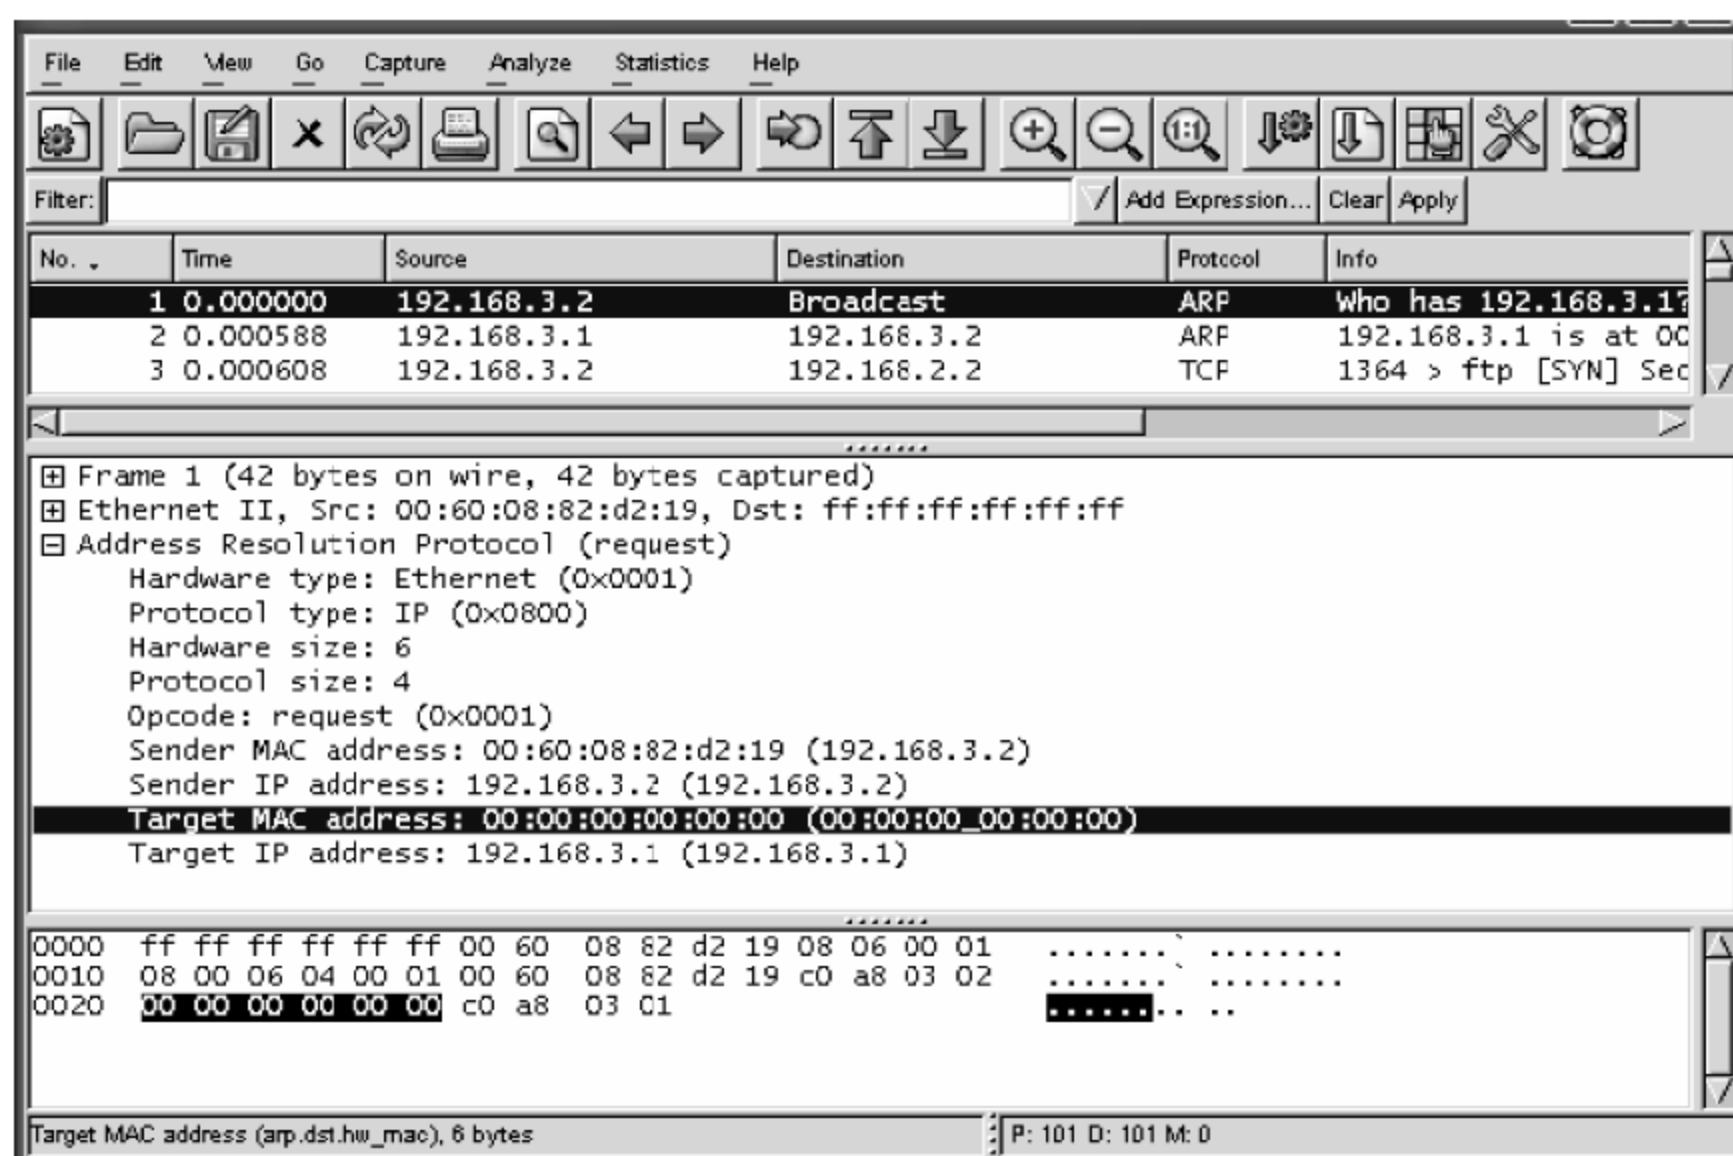 File Edit View Go Capture Analyze Statistics Help
1:1
Filter: Add Expression... Clear Apply
No. . Time Source Destination Protocol Info
1 0.000000 192.168.3.2 Broadcast ARP Who has 192.168.3.1?
2 0.000588 192.168.3.1 192.168.3.2 ARP 192.168.3.1 is at 00
3 0.000608 192.168.3.2 192.168.2.2 TCP 1364 > ftp [SYN] Seq
Frame 1 (42 bytes on wire, 42 bytes captured)
Ethernet II, Src: 00:60:08:82:d2:19, Dst: ff:ff:ff:ff:ff:ff
Address Resolution Protocol (request)
Hardware type: Ethernet (0x0001)
Protocol type: IP (0x0800)
Hardware size: 6
Protocol size: 4
Opcode: request (0x0001)
Sender MAC address: 00:60:08:82:d2:19 (192.168.3.2)
Sender IP address: 192.168.3.2 (192.168.3.2)
Target MAC address: 00:00:00:00:00:00 (00:00:00_00:00:00)
Target IP address: 192.168.3.1 (192.168.3.1)
0000 ff ff ff ff ff ff 00 60 08 82 d2 19 08 06 00 01 .......` ........
0010 08 00 06 04 00 01 00 60 08 82 d2 19 c0 a8 03 02 .......` ........
0020 00 00 00 00 00 00 c0 a8 03 01 ........ ..
Target MAC address (arp.dst.hw_mac), 6 bytes P: 101 D: 101 M: 0